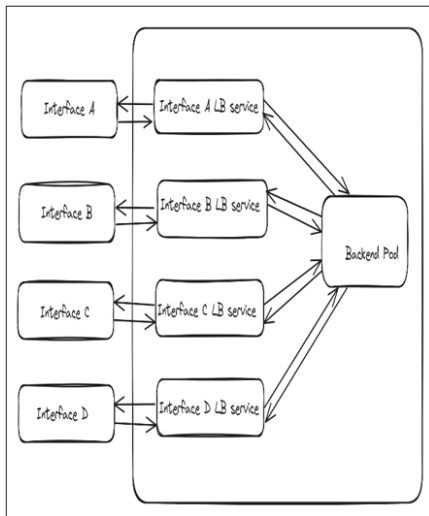 Interface A
Interface A LB service
Interface B
Interface B LB service
Backend Pod
Interface C
Interface C LB service
Interface D
Interface D LB service